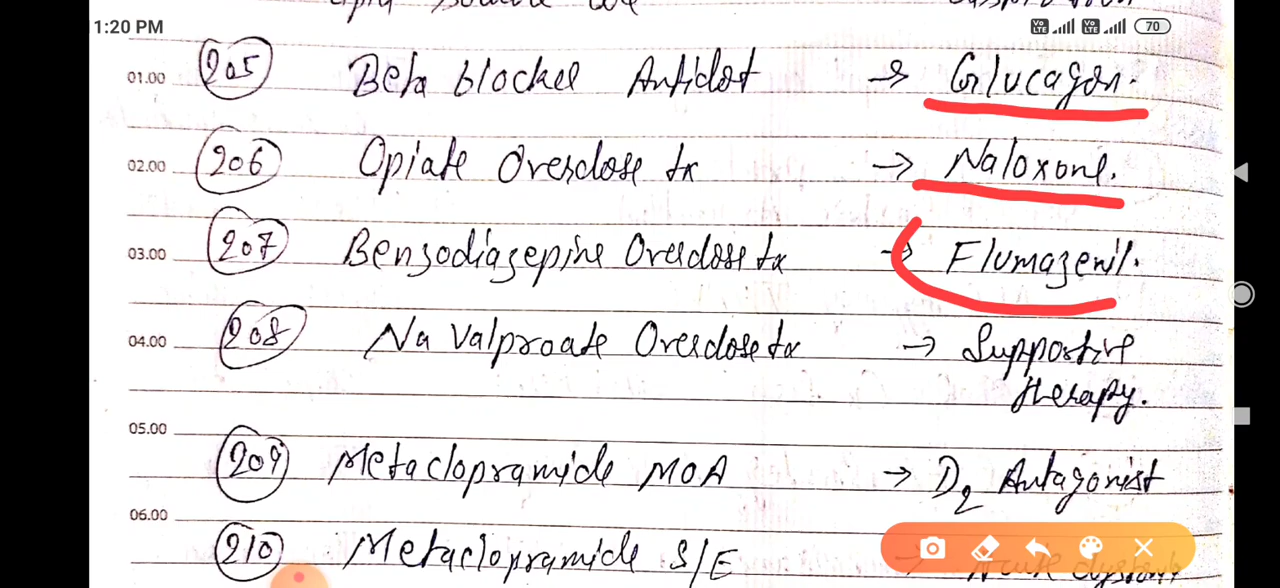 1:20 PM 70
01.00 205 Beta blocker Antidot → Glucagon.
02.00 206 Opiate Overdose tx → Naloxone.
03.00 207 Benzodiazepine Overdose tx → Flumazenil.
04.00 208 Na Valproate Overdose tx → Supportive
therapy.
05.00
209 Metaclopramide MOA → D2 Antagonist
06.00
210 Metaclopramide S/E → Acute